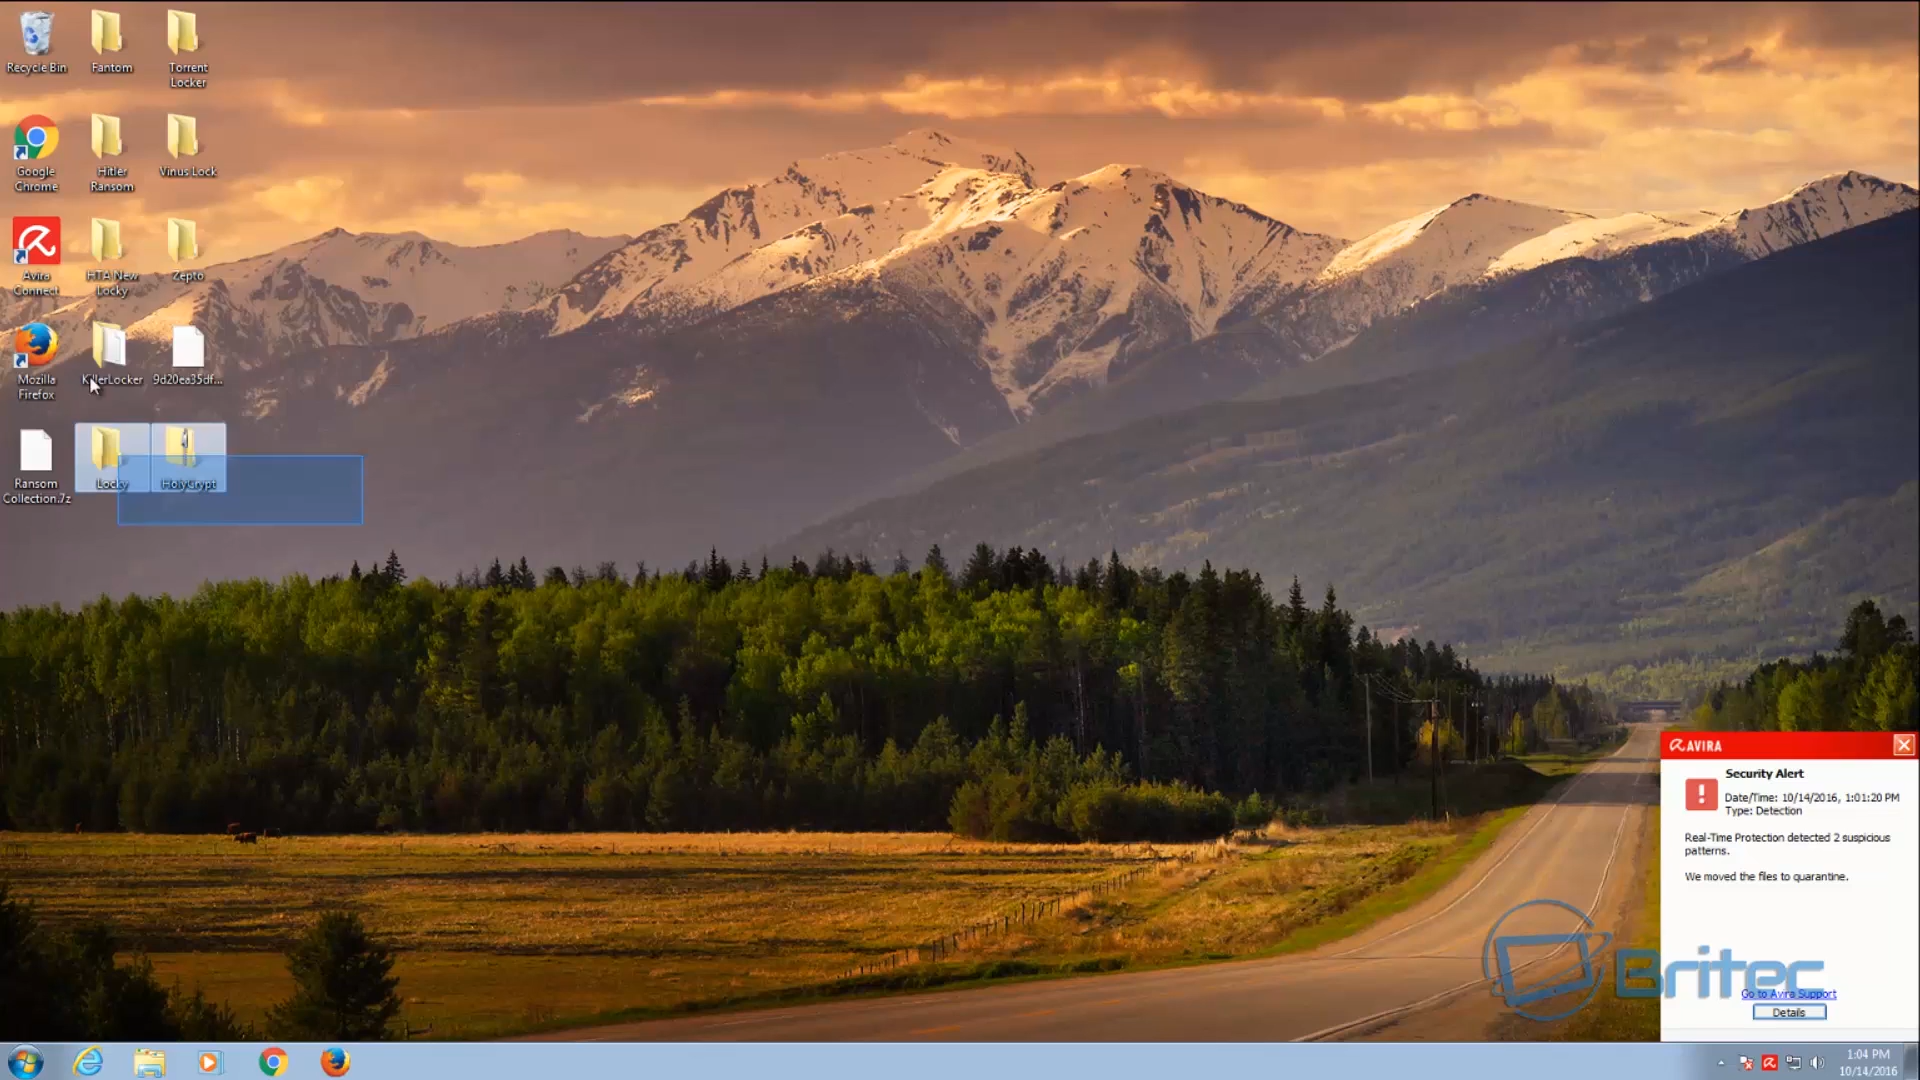 Recycle Bin
Fantom
Torrent
Locker
Google
Chrome
Hitler
Ransom
Virus Lock
Avira
Connect
HTA New
Locky
Zepto
Mozilla
Firefox
KillerLocker
9d20ea35df...
Ransom
Collection.7z
Locky
HolyCrypt
AVIRA
Security Alert
Date/Time: 10/14/2016, 1:01:20 PM
Type: Detection
Real-Time Protection detected 2 suspicious
patterns.
We moved the files to quarantine.
Britec
Go to Avira Support
Details
1:04 PM
10/14/2016